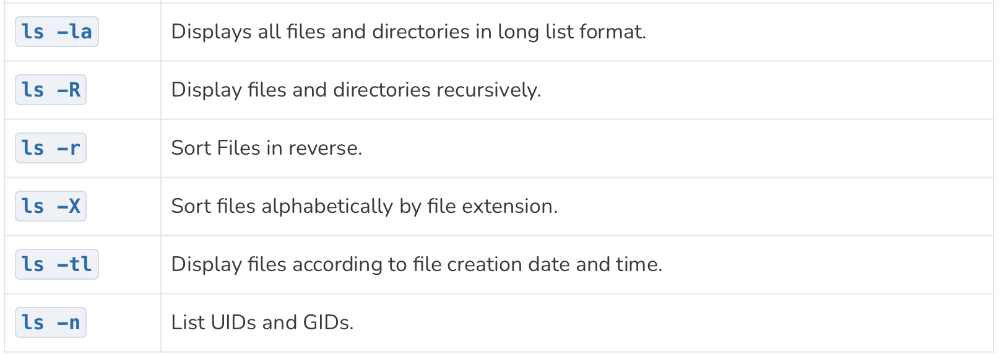 ls -la Displays all files and directories in long list format.
ls -R Display files and directories recursively.
ls -r Sort Files in reverse.
ls -X Sort files alphabetically by file extension.
ls -tl Display files according to file creation date and time.
ls -n List UIDs and GIDs.